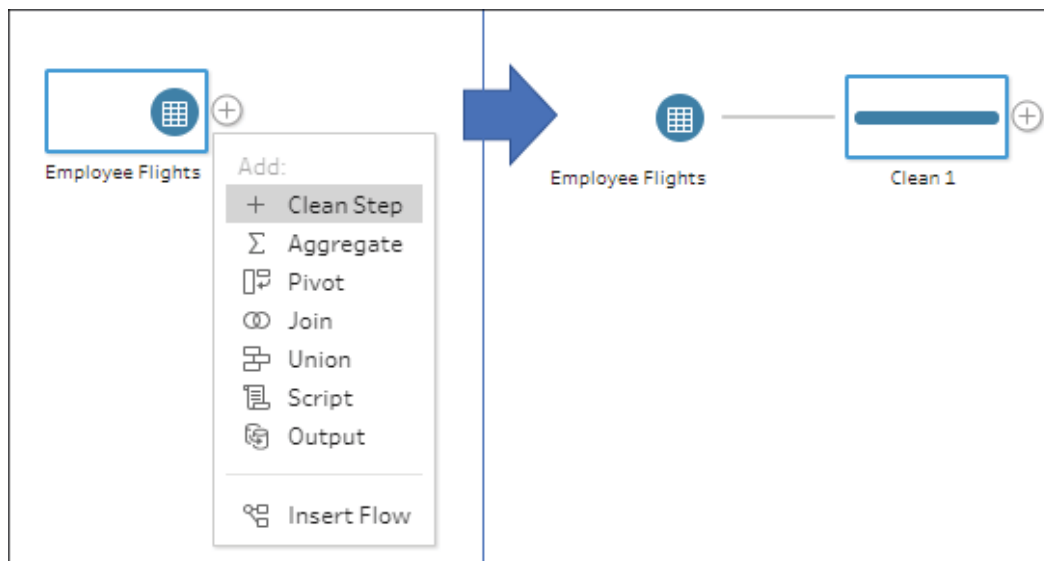 Employee Flights
Add:
Clean Step
Aggregate
Pivot
Join
Union
Script
Output
Insert Flow
Employee Flights
Clean 1